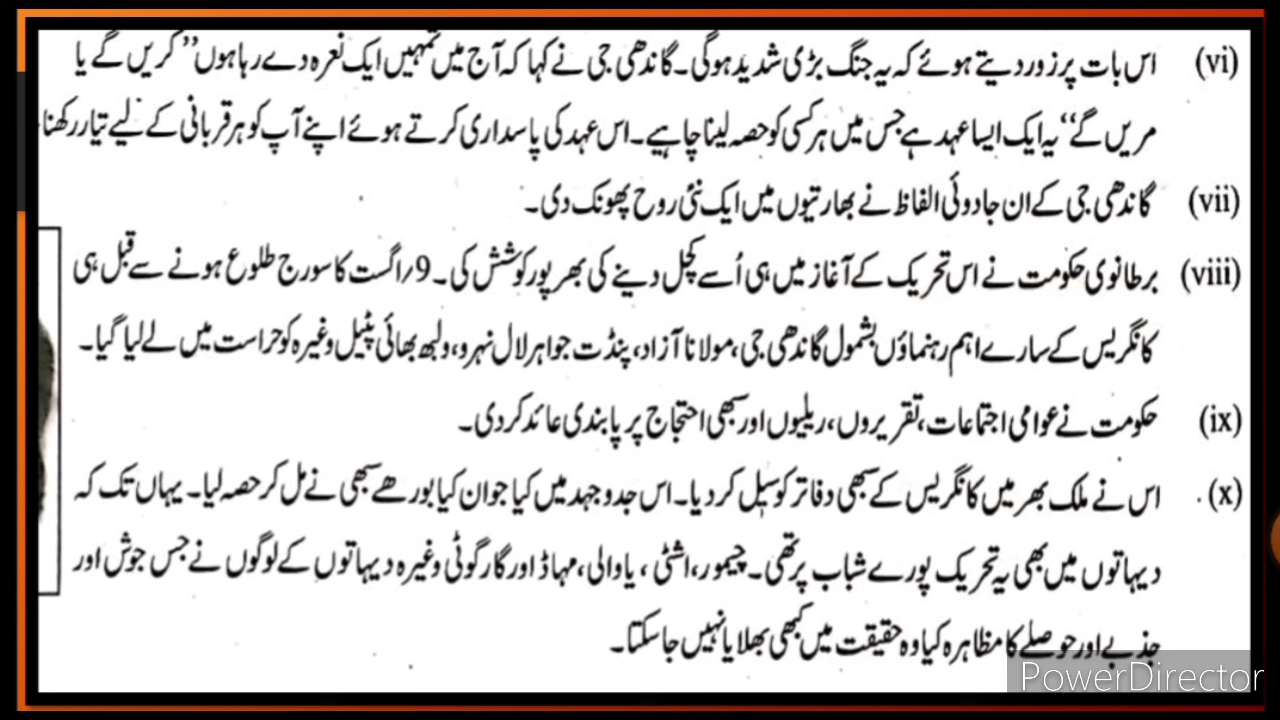 (vi) اس بات پر زور دیتے ہوئے کہ یہ جنگ بڑی شدید ہوگی۔ گاندھی جی نے کہا کہ آج میں تمہیں ایک نعرہ دے رہا ہوں ”کریں گے یا
مریں گے“ یہ ایک ایسا عہد ہے جس میں ہر کسی کو حصہ لینا چاہیے۔ اس عہد کی پاسداری کرتے ہوئے اپنے آپ کو ہر قربانی کے لیے تیار رکھنا
(vii) گاندھی جی کے ان جادوئی الفاظ نے بھارتیوں میں ایک نئی روح پھونک دی۔
(viii) برطانوی حکومت نے اس تحریک کے آغاز میں ہی اُسے کچل دینے کی بھر پور کوشش کی۔ 9؍ اگست کا سورج طلوع ہونے سے قبل ہی
کانگریس کے سارے اہم رہنماؤں بشمول گاندھی جی، مولانا آزاد، پنڈت جواہر لال نہرو، ولبھ بھائی پٹیل وغیرہ کو حراست میں لے لیا گیا۔
(ix) حکومت نے عوامی اجتماعات، تقریروں، ریلیوں اور سبھی احتجاج پر پابندی عائد کر دی۔
(x) اس نے ملک بھر میں کانگریس کے سبھی دفاتر کو سیل کر دیا۔ اس جدوجہد میں کیا جوان کیا بورھے سبھی نے مل کر حصہ لیا۔ یہاں تک کہ
دیہاتوں میں بھی یہ تحریک پورے شباب پر تھی۔ چیمور، اشٹی، یاوالی، مہاڈ اور گارگوٹی وغیرہ دیہاتوں کے لوگوں نے جس جوش اور
جذبے اور حوصلے کا مظاہرہ کیا وہ حقیقت میں کبھی بھلایا نہیں جا سکتا۔
PowerDirector